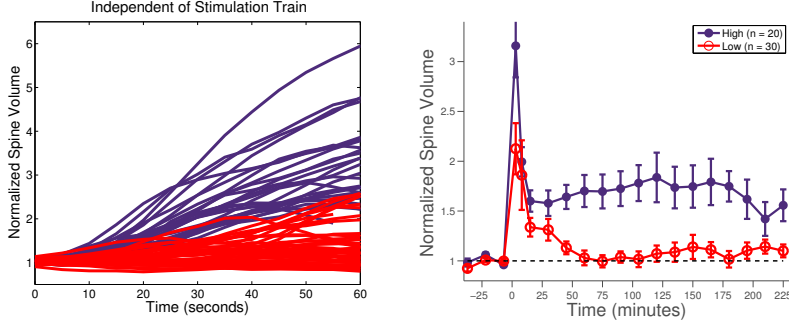 Independent of Stimulation Train
Normalized Spine Volume
6
5
4
3
2
1
0 10 20 30 40 50 60
Time (seconds)
High (n = 20)
Low (n = 30)
Normalized Spine Volume
3
2.5
2
1.5
1
−25 0 25 50 75 100 125 150 175 200 225
Time (minutes)